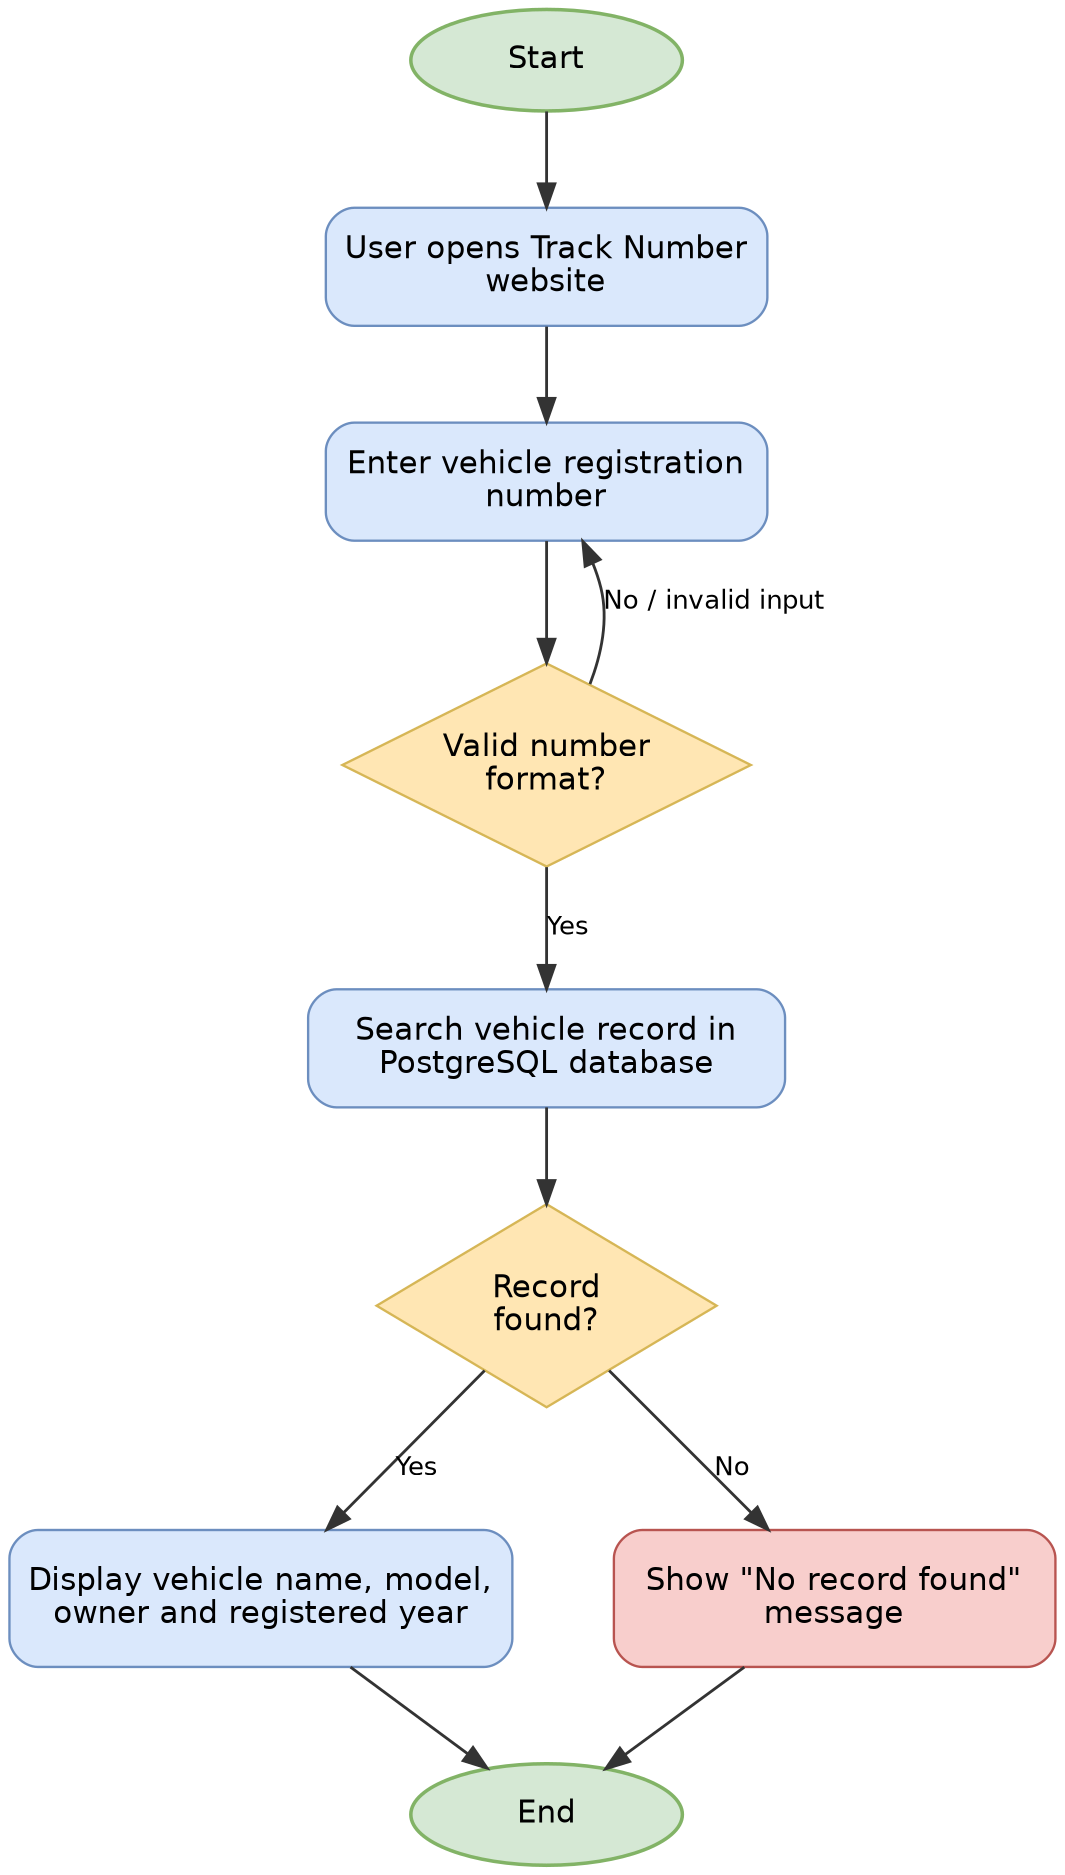 Start
User opens Track Number
website
Enter vehicle registration
number
No / invalid input
Valid number
format?
Yes
Search vehicle record in
PostgreSQL database
Record
found?
Yes
No
Display vehicle name, model,
owner and registered year
Show "No record found"
message
End